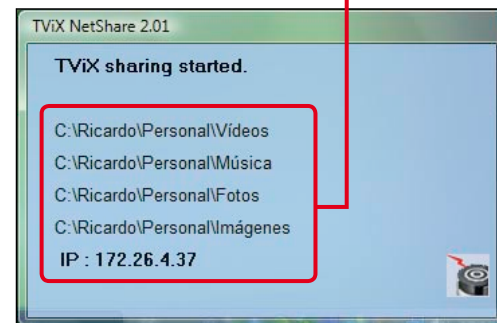 TViX NetShare 2.01
TViX sharing started.
C:\Ricardo\Personal\Vídeos
C:\Ricardo\Personal\Música
C:\Ricardo\Personal\Fotos
C:\Ricardo\Personal\Imágenes
IP : 172.26.4.37